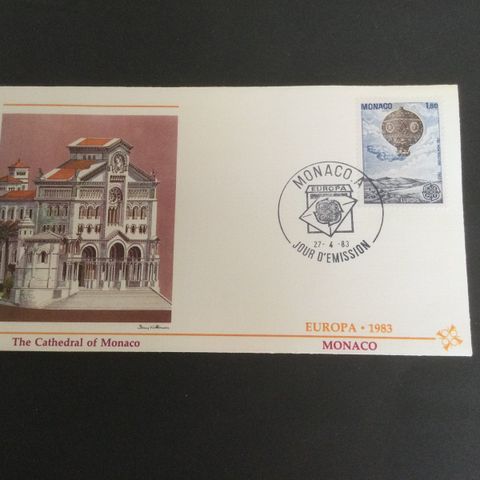 MONACO 1,80
MONACO.A
EUROPA
27-4-83
JOUR D'EMISSION
EUROPA • 1983
The Cathedral of Monaco
MONACO